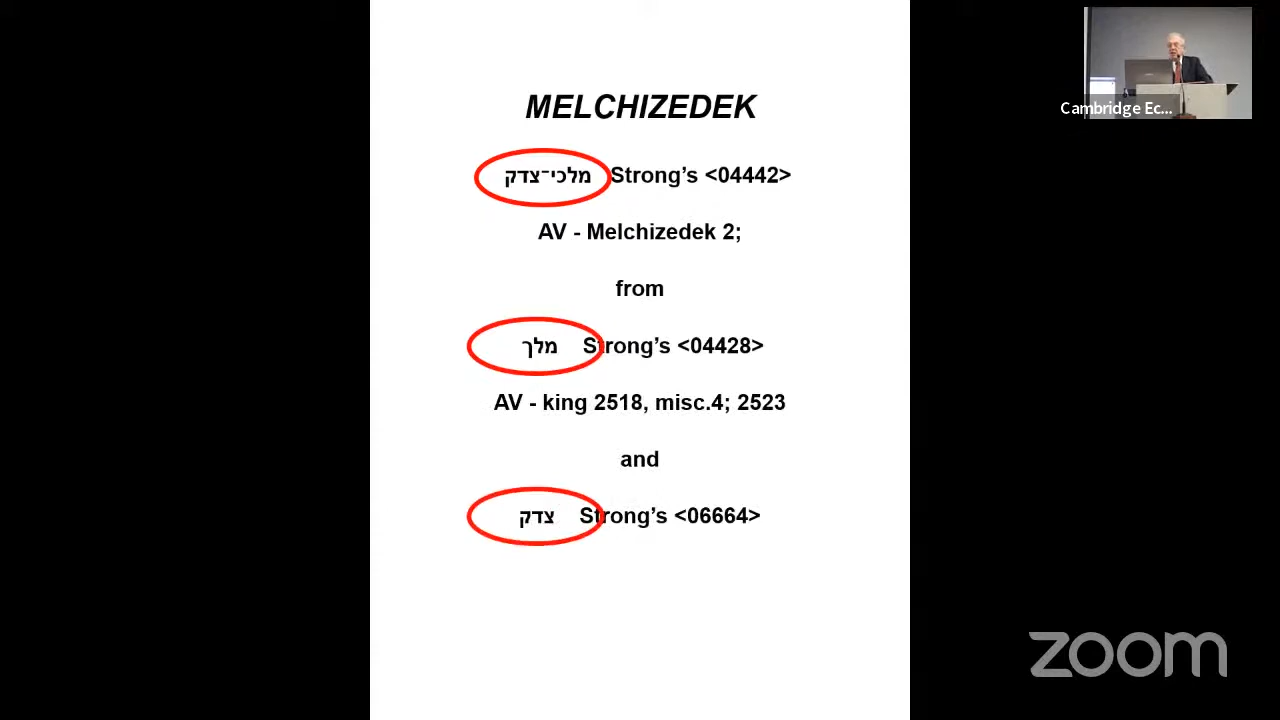 MELCHIZEDEK
מלכי־צדק Strong’s <04442>
AV - Melchizedek 2;
from
מלך Strong’s <04428>
AV - king 2518, misc.4; 2523
and
צדק Strong’s <06664>
Cambridge Ec...
zoom